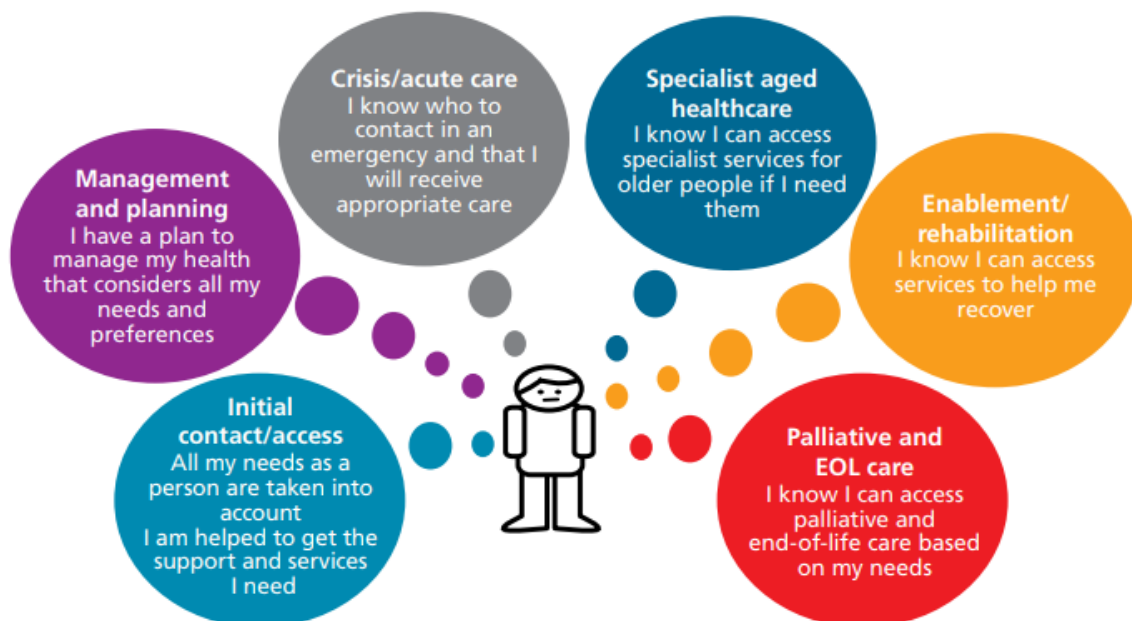 Crisis/acute care
I know who to
contact in an
emergency and that I
will receive
appropriate care
Specialist aged
healthcare
I know I can access
specialist services for
older people if I need
them
Management
and planning
I have a plan to
manage my health
that considers all my
needs and
preferences
Enablement/
rehabilitation
I know I can access
services to help me
recover
Initial
contact/access
All my needs as a
person are taken into
account
I am helped to get the
support and services
I need
Palliative and
EOL care
I know I can access
palliative and
end-of-life care based
on my needs